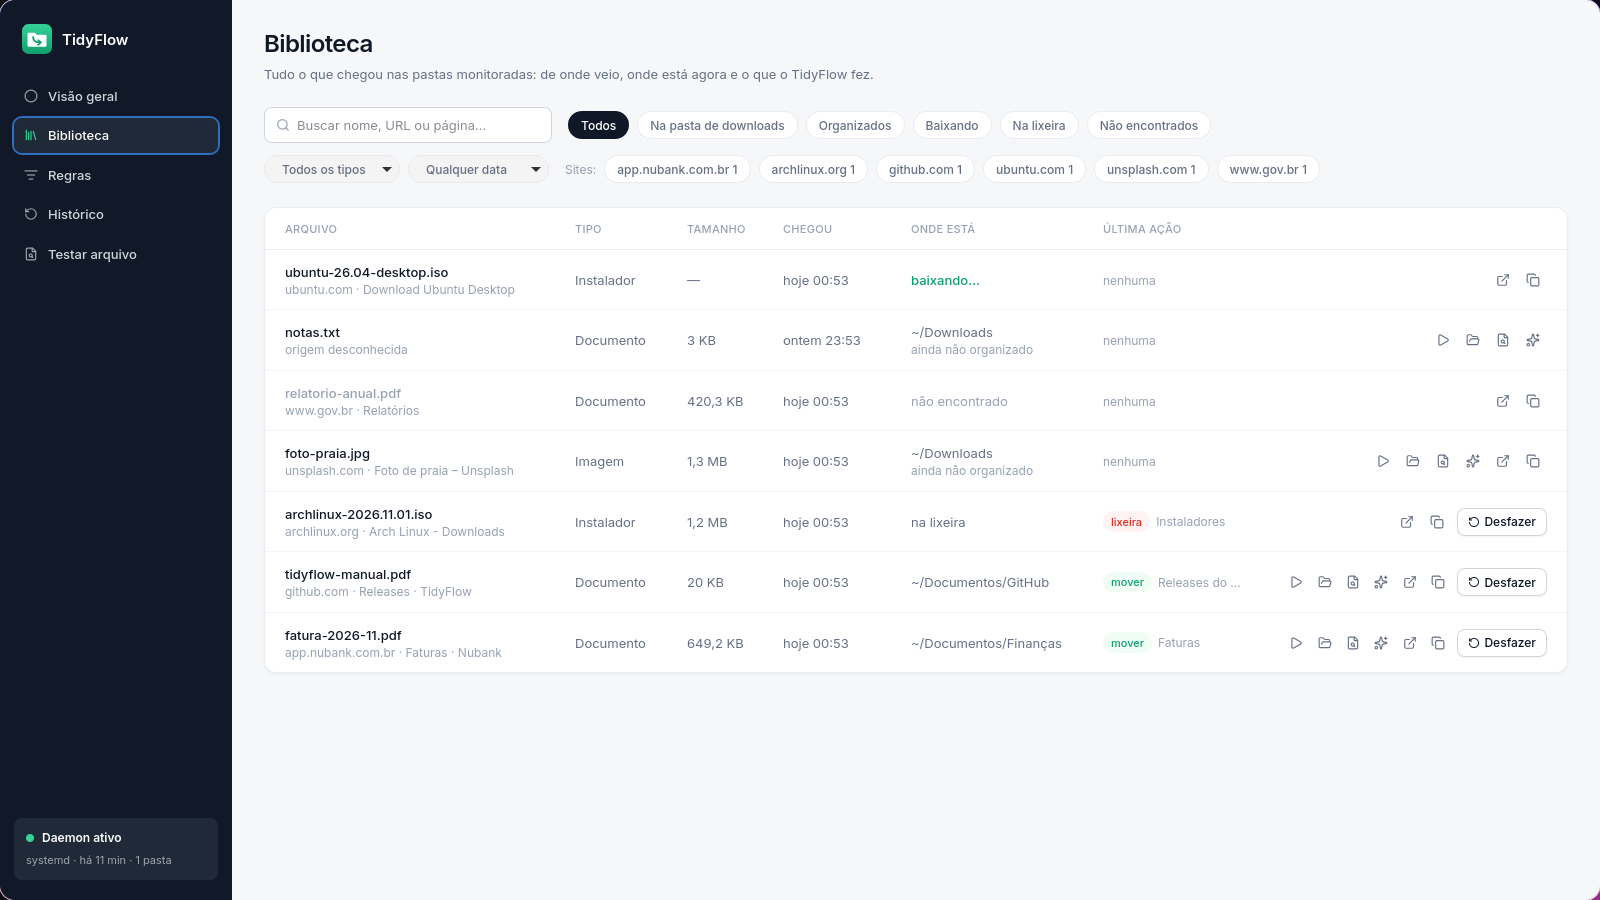 TidyFlow
Visão geral
Biblioteca
Regras
Histórico
Testar arquivo
Daemon ativo
systemd · há 11 min · 1 pasta
Biblioteca
Tudo o que chegou nas pastas monitoradas: de onde veio, onde está agora e o que o TidyFlow fez.
Buscar nome, URL ou página... Todos Na pasta de downloads Organizados Baixando Na lixeira Não encontrados
Todos os tipos Qualquer data Sites: app.nubank.com.br 1 archlinux.org 1 github.com 1 ubuntu.com 1 unsplash.com 1 www.gov.br 1
ARQUIVO TIPO TAMANHO CHEGOU ONDE ESTÁ ÚLTIMA AÇÃO
ubuntu-26.04-desktop.iso
ubuntu.com · Download Ubuntu Desktop
Instalador — hoje 00:53 baixando... nenhuma
notas.txt
origem desconhecida
Documento 3 KB ontem 23:53 ~/Downloads
ainda não organizado
nenhuma
relatorio-anual.pdf
www.gov.br · Relatórios
Documento 420,3 KB hoje 00:53 não encontrado nenhuma
foto-praia.jpg
unsplash.com · Foto de praia – Unsplash
Imagem 1,3 MB hoje 00:53 ~/Downloads
ainda não organizado
nenhuma
archlinux-2026.11.01.iso
archlinux.org · Arch Linux - Downloads
Instalador 1,2 MB hoje 00:53 na lixeira lixeira Instaladores Desfazer
tidyflow-manual.pdf
github.com · Releases · TidyFlow
Documento 20 KB hoje 00:53 ~/Documentos/GitHub mover Releases do ... Desfazer
fatura-2026-11.pdf
app.nubank.com.br · Faturas · Nubank
Documento 649,2 KB hoje 00:53 ~/Documentos/Finanças mover Faturas Desfazer